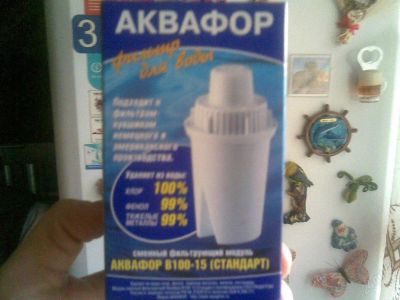 3
АКВАФОР
фильтр
для воды
Подходит к
фильтрам-
кувшинам
немецкого и
американского
производства.
Удаляет из воды:
ХЛОР 100%
ФЕНОЛ 99%
ТЯЖЕЛЫЕ
МЕТАЛЛЫ 99%
сменный фильтрующий модуль
АКВАФОР B100-15 (СТАНДАРТ)